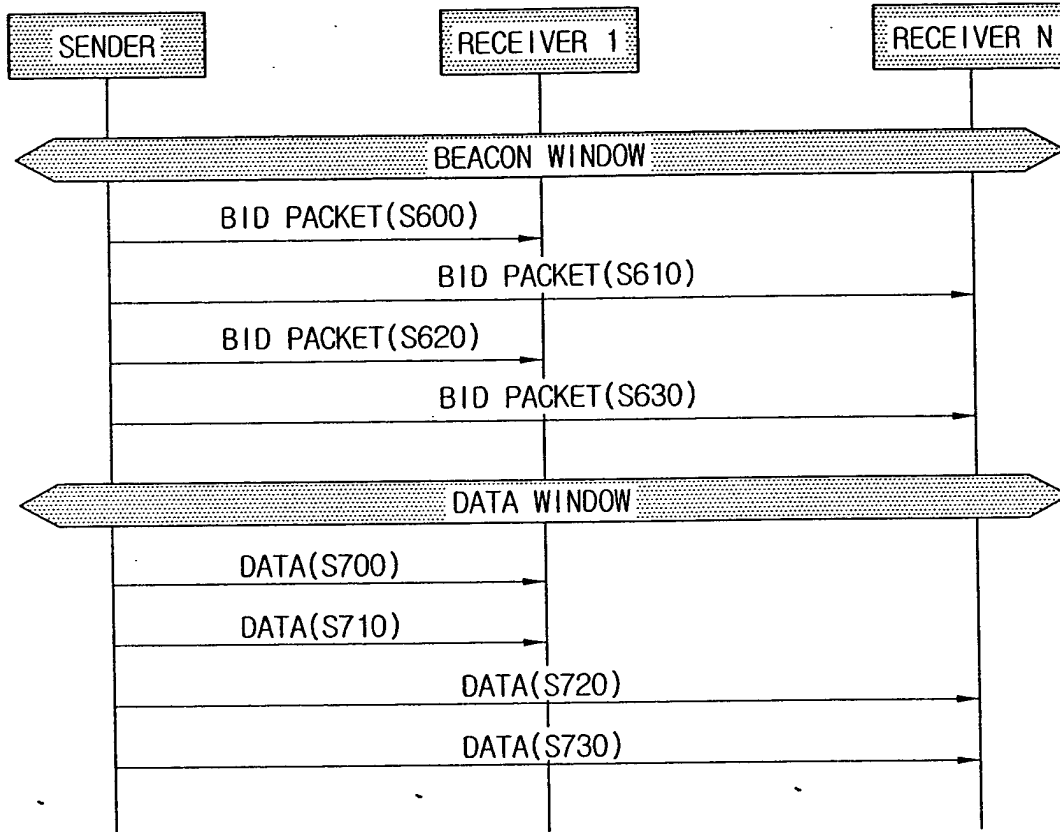 SENDER
RECEIVER 1
RECEIVER N
BEACON WINDOW
BID PACKET(S600)
BID PACKET(S610)
BID PACKET(S620)
BID PACKET(S630)
DATA WINDOW
DATA(S700)
DATA(S710)
DATA(S720)
DATA(S730)